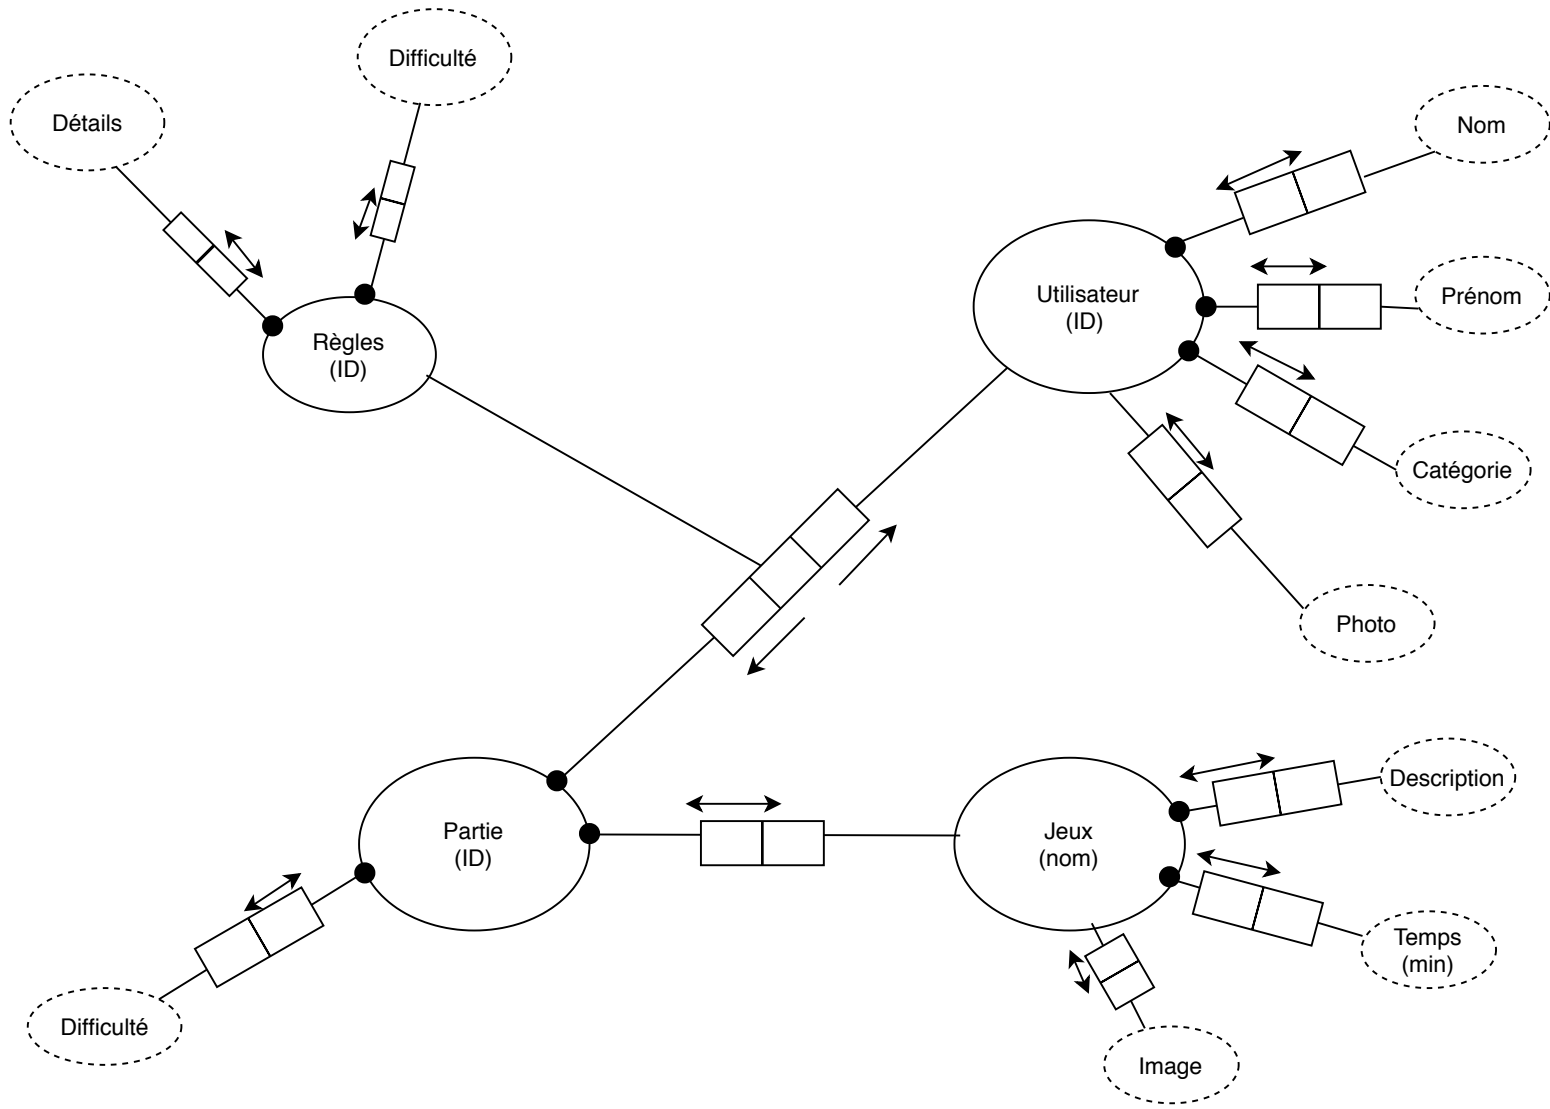 Difficulté
Détails
Nom
Utilisateur
(ID)
Prénom
Règles
(ID)
Catégorie
Photo
Description
Partie
(ID)
Jeux
(nom)
Temps
(min)
Difficulté
Image